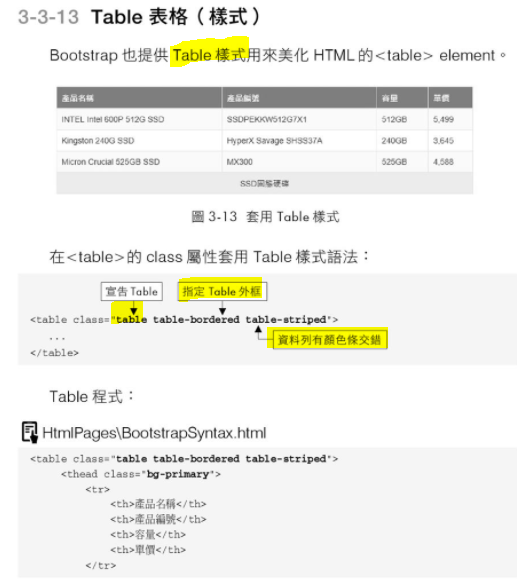 3-3-13 Table 表格（樣式）
Bootstrap 也提供 Table 樣式用來美化 HTML 的<table> element。
產品名稱 產品編號 容量 單價
INTEL Intel 600P 512G SSD SSDPEKKW512G7X1 512GB 5,499
Kingston 240G SSD HyperX Savage SHSS37A 240GB 3,645
Micron Crucial 525GB SSD MX300 525GB 4,588
SSD固態硬碟
圖 3-13 套用 Table 樣式
在<table>的 class 屬性套用 Table 樣式語法：
宣告 Table 指定 Table 外框
<table class="table table-bordered table-striped">
...
資料列有顏色條交錯
</table>
Table 程式：
HtmlPages\BootstrapSyntax.html
<table class="table table-bordered table-striped">
<thead class="bg-primary">
<tr>
<th>產品名稱</th>
<th>產品編號</th>
<th>容量</th>
<th>單價</th>
</tr>